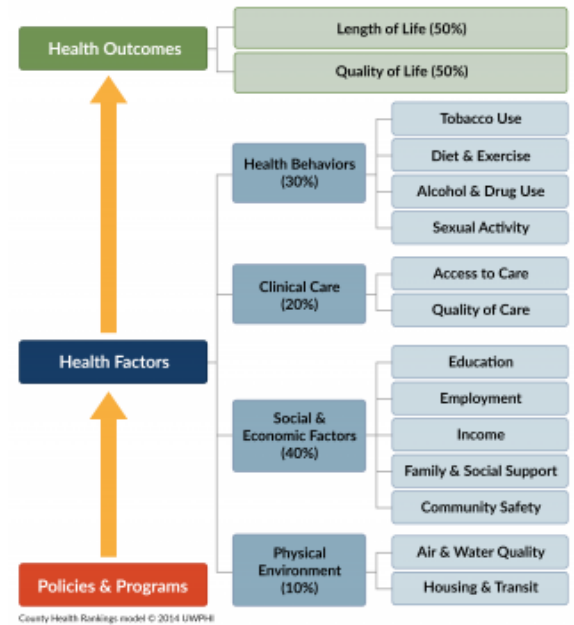 Health Outcomes
Length of Life (50%)
Quality of Life (50%)
Health Behaviors
(30%)
Tobacco Use
Diet & Exercise
Alcohol & Drug Use
Sexual Activity
Clinical Care
(20%)
Access to Care
Quality of Care
Health Factors
Social &
Economic Factors
(40%)
Education
Employment
Income
Family & Social Support
Community Safety
Physical
Environment
(10%)
Air & Water Quality
Housing & Transit
Policies & Programs
County Health Rankings model © 2014 UWPHI